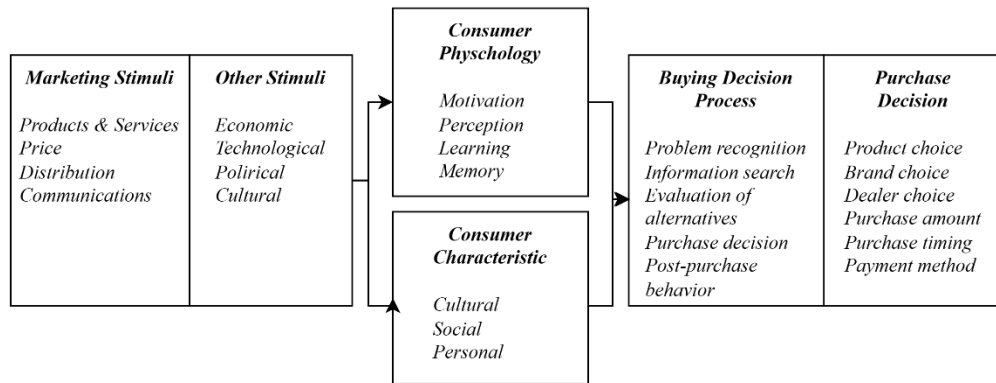 Marketing Stimuli
Products & Services
Price
Distribution
Communications
Other Stimuli
Economic
Technological
Polirical
Cultural
Consumer
Physchology
Motivation
Perception
Learning
Memory
Consumer
Characteristic
Cultural
Social
Personal
Buying Decision
Process
Problem recognition
Information search
Evaluation of
alternatives
Purchase decision
Post-purchase
behavior
Purchase
Decision
Product choice
Brand choice
Dealer choice
Purchase amount
Purchase timing
Payment method